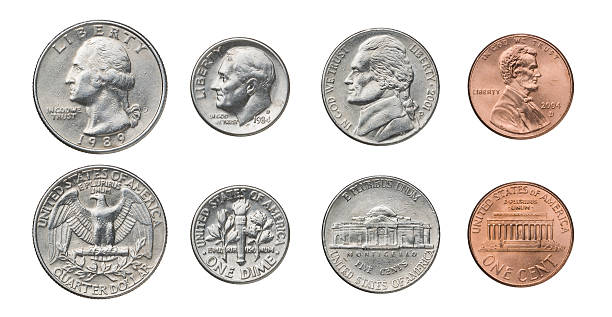 LIBERTY
IN GOD WE
TRUST
1989
LIBERTY
IN GOD
WE TRUST
1984
D
IN GOD WE TRUST
LIBERTY 2001
IN GOD WE TRUST
LIBERTY
2004
D
UNITED STATES OF AMERICA
E PLURIBUS
UNUM
QUARTER DOLLAR
UNITED STATES OF AMERICA
E PLURIBUS UNUM
ONE DIME
E PLURIBUS UNUM
MONTICELLO
FIVE CENTS
UNITED STATES OF AMERICA
UNITED STATES OF AMERICA
E PLURIBUS
UNUM
ONE CENT